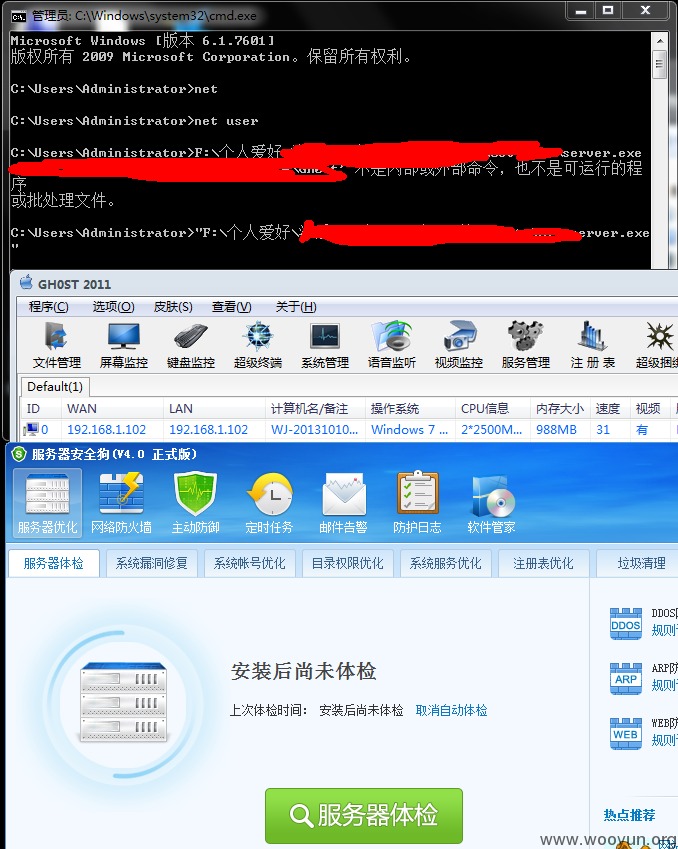 管理员: C:\Windows\system32\cmd.exe
Microsoft Windows [版本 6.1.7601]
版权所有 2009 Microsoft Corporation。保留所有权利。
C:\Users\Administrator>net
C:\Users\Administrator>net user
C:\Users\Administrator>F:\个人爱好 server.exe
不是内部或外部命令，也不是可运行的程
序
或批处理文件。
C:\Users\Administrator>"F:\个人爱好\ erver.exe
"
GH0ST 2011
程序(C) 选项(O) 皮肤(S) 查看(V) 关于(H)
文件管理 屏幕监控 键盘监控 超级终端 系统管理 语音监听 视频监控 服务管理 注 册 表 超级捆绑
Default(1)
ID WAN LAN 计算机名/备注 操作系统 CPU信息 内存大小 速度 视频
0 192.168.1.102 192.168.1.102 WJ-20131010... Windows 7 ... 2*2500M... 988MB 31 有
服务器安全狗(V4.0 正式版)
服务器优化 网络防火墙 主动防御 定时任务 邮件告警 防护日志 软件管家
服务器体检 系统漏洞修复 系统帐号优化 目录权限优化 系统服务优化 注册表优化 垃圾清理
安装后尚未体检
上次体检时间： 安装后尚未体检 取消自动体检
服务器体检
DDOS DDOS防
规则
ARP ARP防
规则
WEB WEB防
规则
热点推荐
www.wooyun.org